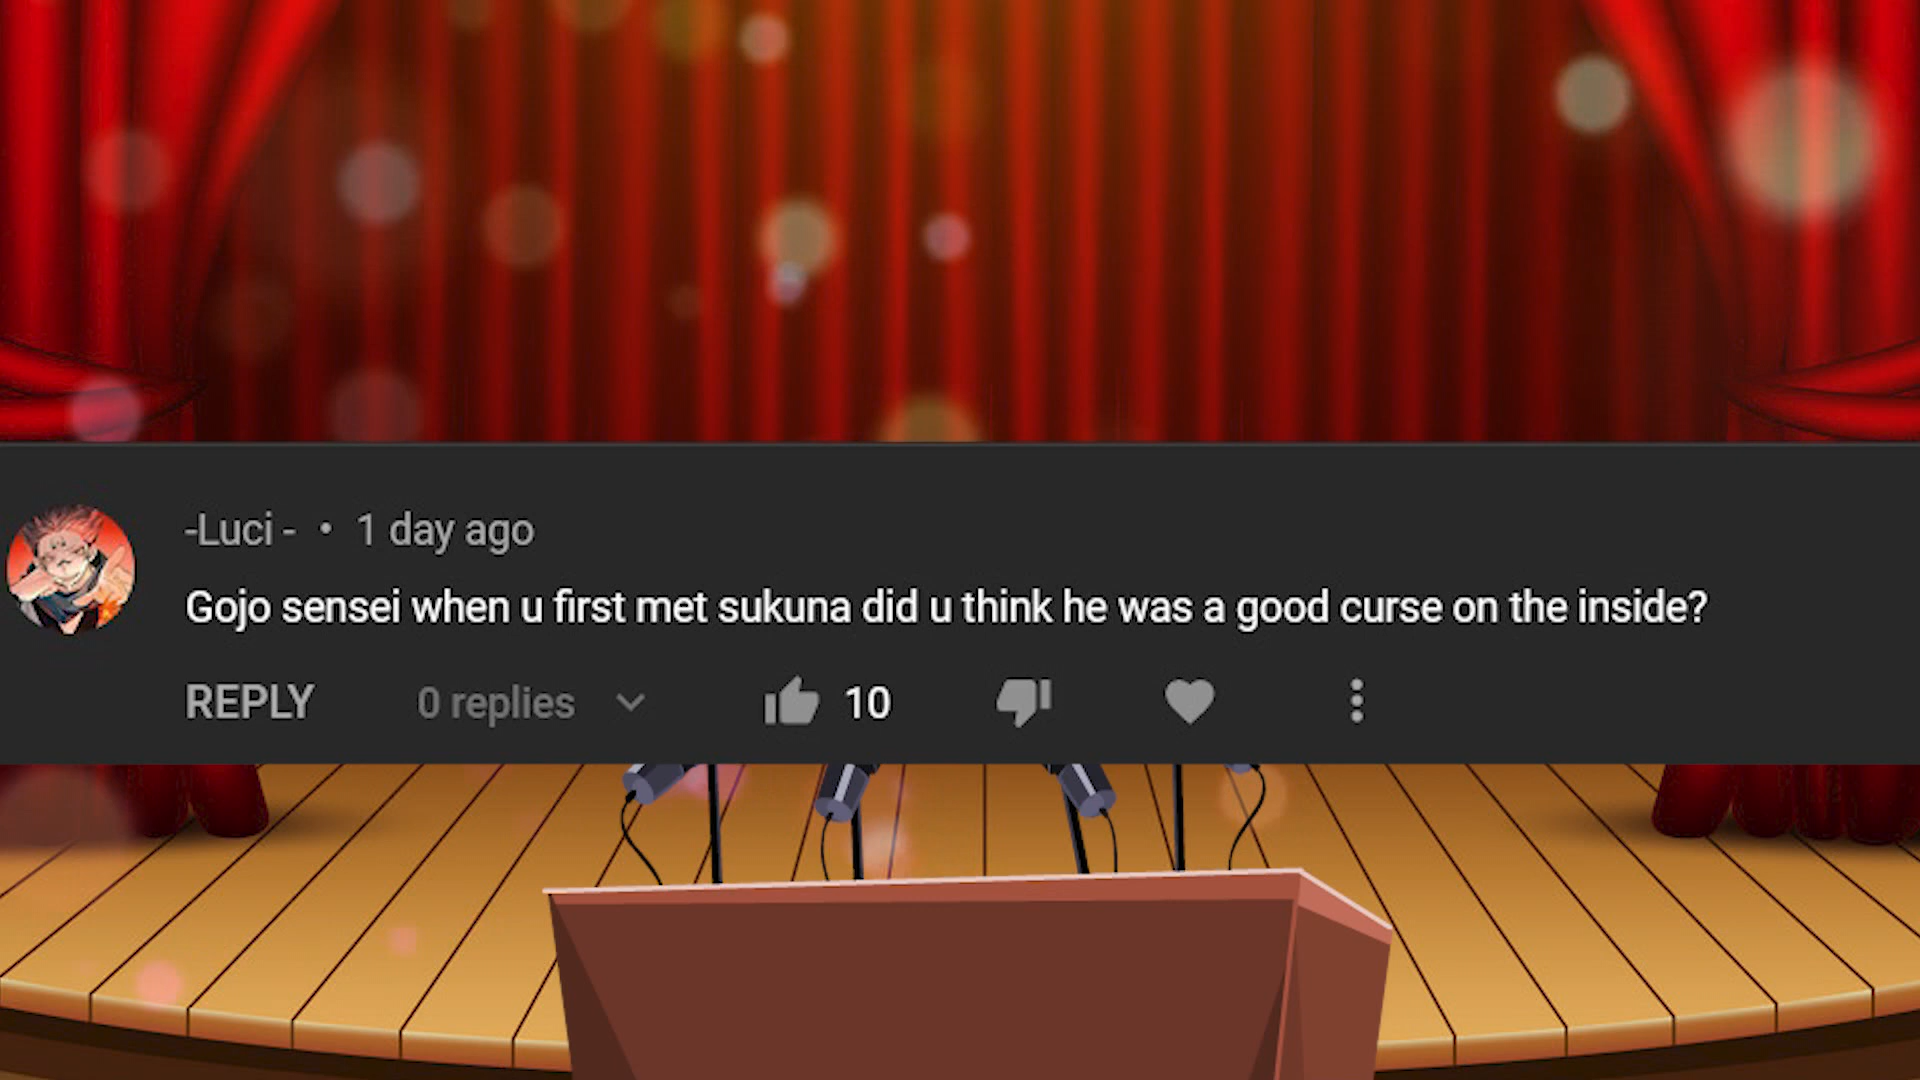 -Luci - • 1 day ago
Gojo sensei when u first met sukuna did u think he was a good curse on the inside?
REPLY 0 replies 10